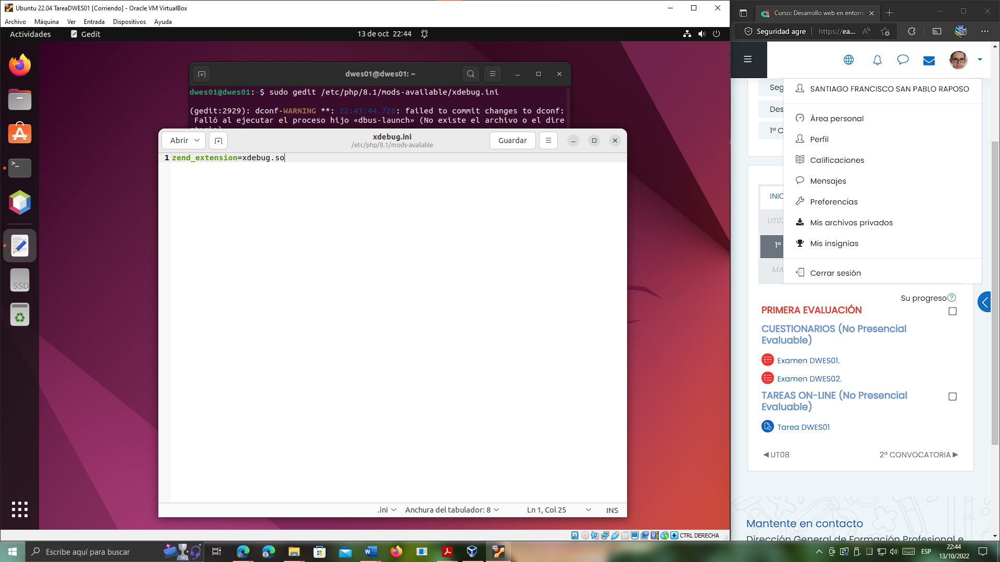 Ubuntu 22.04 TareaDWES01 [Corriendo] - Oracle VM VirtualBox
Archivo Máquina Ver Entrada Dispositivos Ayuda
Actividades Gedit 13 de oct 22:44
dwes01@dwes01: ~
dwes01@dwes01:~$ sudo gedit /etc/php/8.1/mods-available/xdebug.ini
(gedit:2929): dconf-WARNING **: 22:43:44.726: failed to commit changes to dconf:
Falló al ejecutar el proceso hijo «dbus-launch» (No existe el archivo o el dire
Abrir
xdebug.ini
/etc/php/8.1/mods-available
Guardar
1 zend_extension=xdebug.so
.ini Anchura del tabulador: 8 Ln 1, Col 25 INS
SSD
CTRL DERECHA
Curso: Desarrollo web en entorn
Seguridad agre https://ea...
SANTIAGO FRANCISCO SAN PABLO RAPOSO
Área personal
Perfil
Calificaciones
Mensajes
Preferencias
Mis archivos privados
Mis insignias
Cerrar sesión
Seg
Des
1ª C
INIC
UT03
1ª
MA
Su progreso
PRIMERA EVALUACIÓN
CUESTIONARIOS (No Presencial
Evaluable)
Examen DWES01.
Examen DWES02.
TAREAS ON-LINE (No Presencial
Evaluable)
Tarea DWES01
◀UT08 2ª CONVOCATORIA▶
Mantente en contacto
Dirección General de Formación Profesional e
Escribe aquí para buscar
ESP
22:44
13/10/2022